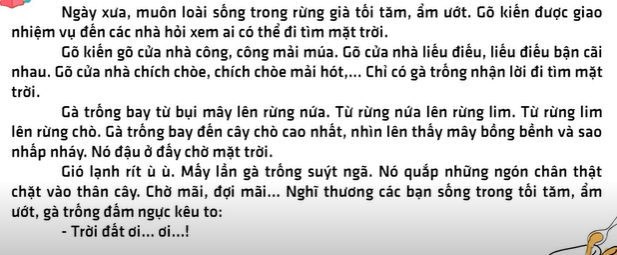 Ngày xưa, muôn loài sống trong rừng già tối tăm, ẩm ướt. Gõ kiến được giao
nhiệm vụ đến các nhà hỏi xem ai có thể đi tìm mặt trời.
Gõ kiến gõ cửa nhà công, công mải múa. Gõ cửa nhà liếu điếu, liếu điếu bận cãi
nhau. Gõ cửa nhà chích chòe, chích chòe mải hót,... Chỉ có gà trống nhận lời đi tìm mặt
trời.
Gà trống bay từ bụi mây lên rừng nứa. Từ rừng nứa lên rừng lim. Từ rừng lim
lên rừng chò. Gà trống bay đến cây chò cao nhất, nhìn lên thấy mây bồng bềnh và sao
nhấp nháy. Nó đậu ở đấy chờ mặt trời.
Gió lạnh rít ù ù. Mấy lần gà trống suýt ngã. Nó quắp những ngón chân thật
chặt vào thân cây. Chờ mãi, đợi mãi... Nghĩ thương các bạn sống trong tối tăm, ẩm
ướt, gà trống đấm ngực kêu to:
- Trời đất ơi... ơi...!